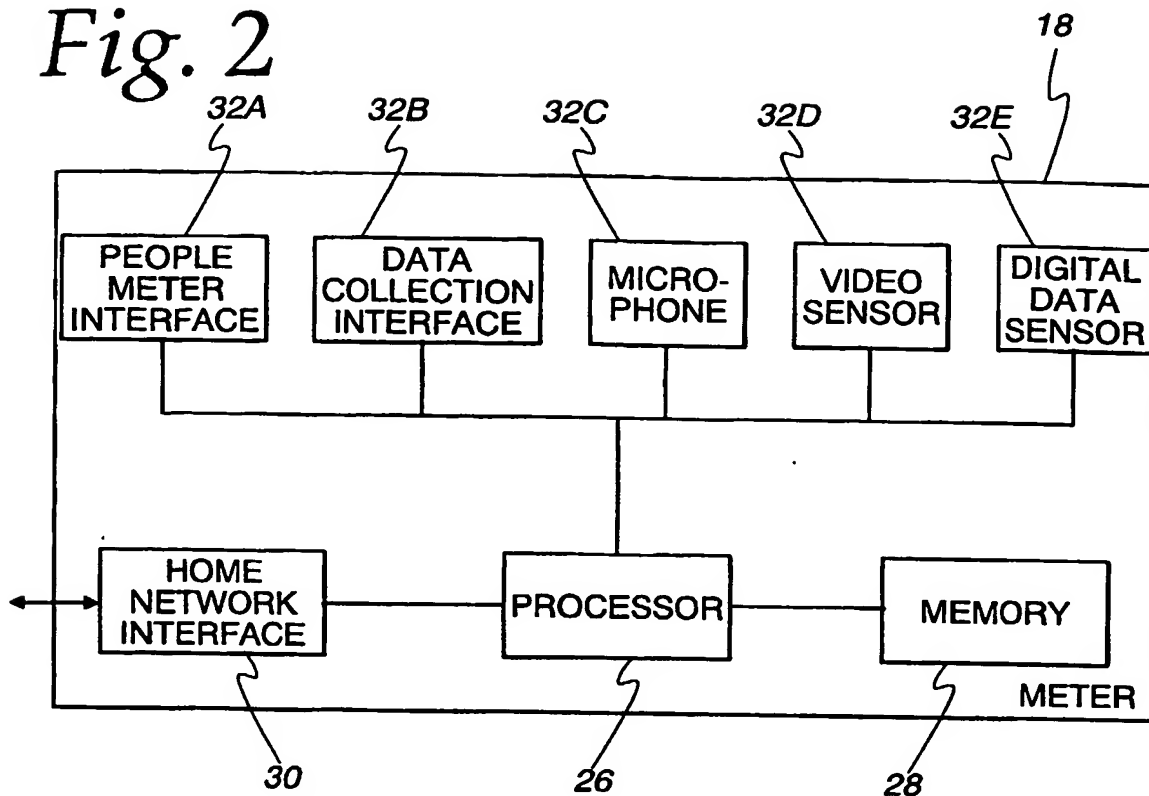 Fig. 2
18
32A
32B
32C
32D
32E
PEOPLE
METER
INTERFACE
DATA
COLLECTION
INTERFACE
MICRO-
PHONE
VIDEO
SENSOR
DIGITAL
DATA
SENSOR
HOME
NETWORK
INTERFACE
PROCESSOR
MEMORY
METER
30
26
28